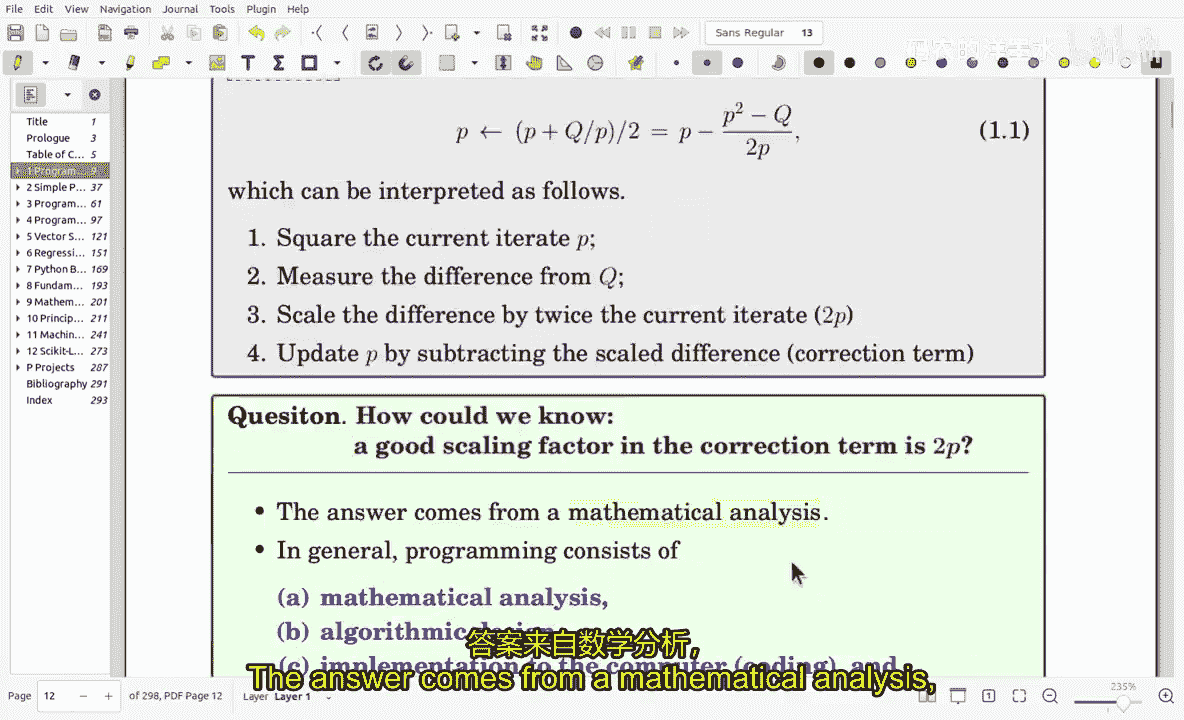 File Edit View Navigation Journal Tools Plugin Help
Sans Regular 13
Title 1
Prologue 3
Table of C... 5
1 Program... 9
2 Simple P... 37
3 Program... 61
4 Program... 97
5 Vector S... 121
6 Regressi... 151
7 Python B... 169
8 Fundam... 193
9 Mathem... 201
10 Princip... 211
11 Machin... 241
12 Scikit-L... 273
P Projects 287
Bibliography 291
Index 293
p ← (p + Q/p)/2 = p − (p² − Q)/2p, (1.1)
which can be interpreted as follows.
1. Square the current iterate p;
2. Measure the difference from Q;
3. Scale the difference by twice the current iterate (2p)
4. Update p by subtracting the scaled difference (correction term)
Quesiton. How could we know:
a good scaling factor in the correction term is 2p?
• The answer comes from a mathematical analysis.
• In general, programming consists of
(a) mathematical analysis,
(b) algorithmic design,
(c) implementation to the computer (coding), and
答案来自数学分析，
The answer comes from a mathematical analysis,
Page 12 of 298, PDF Page 12 Layer Layer 1
235%